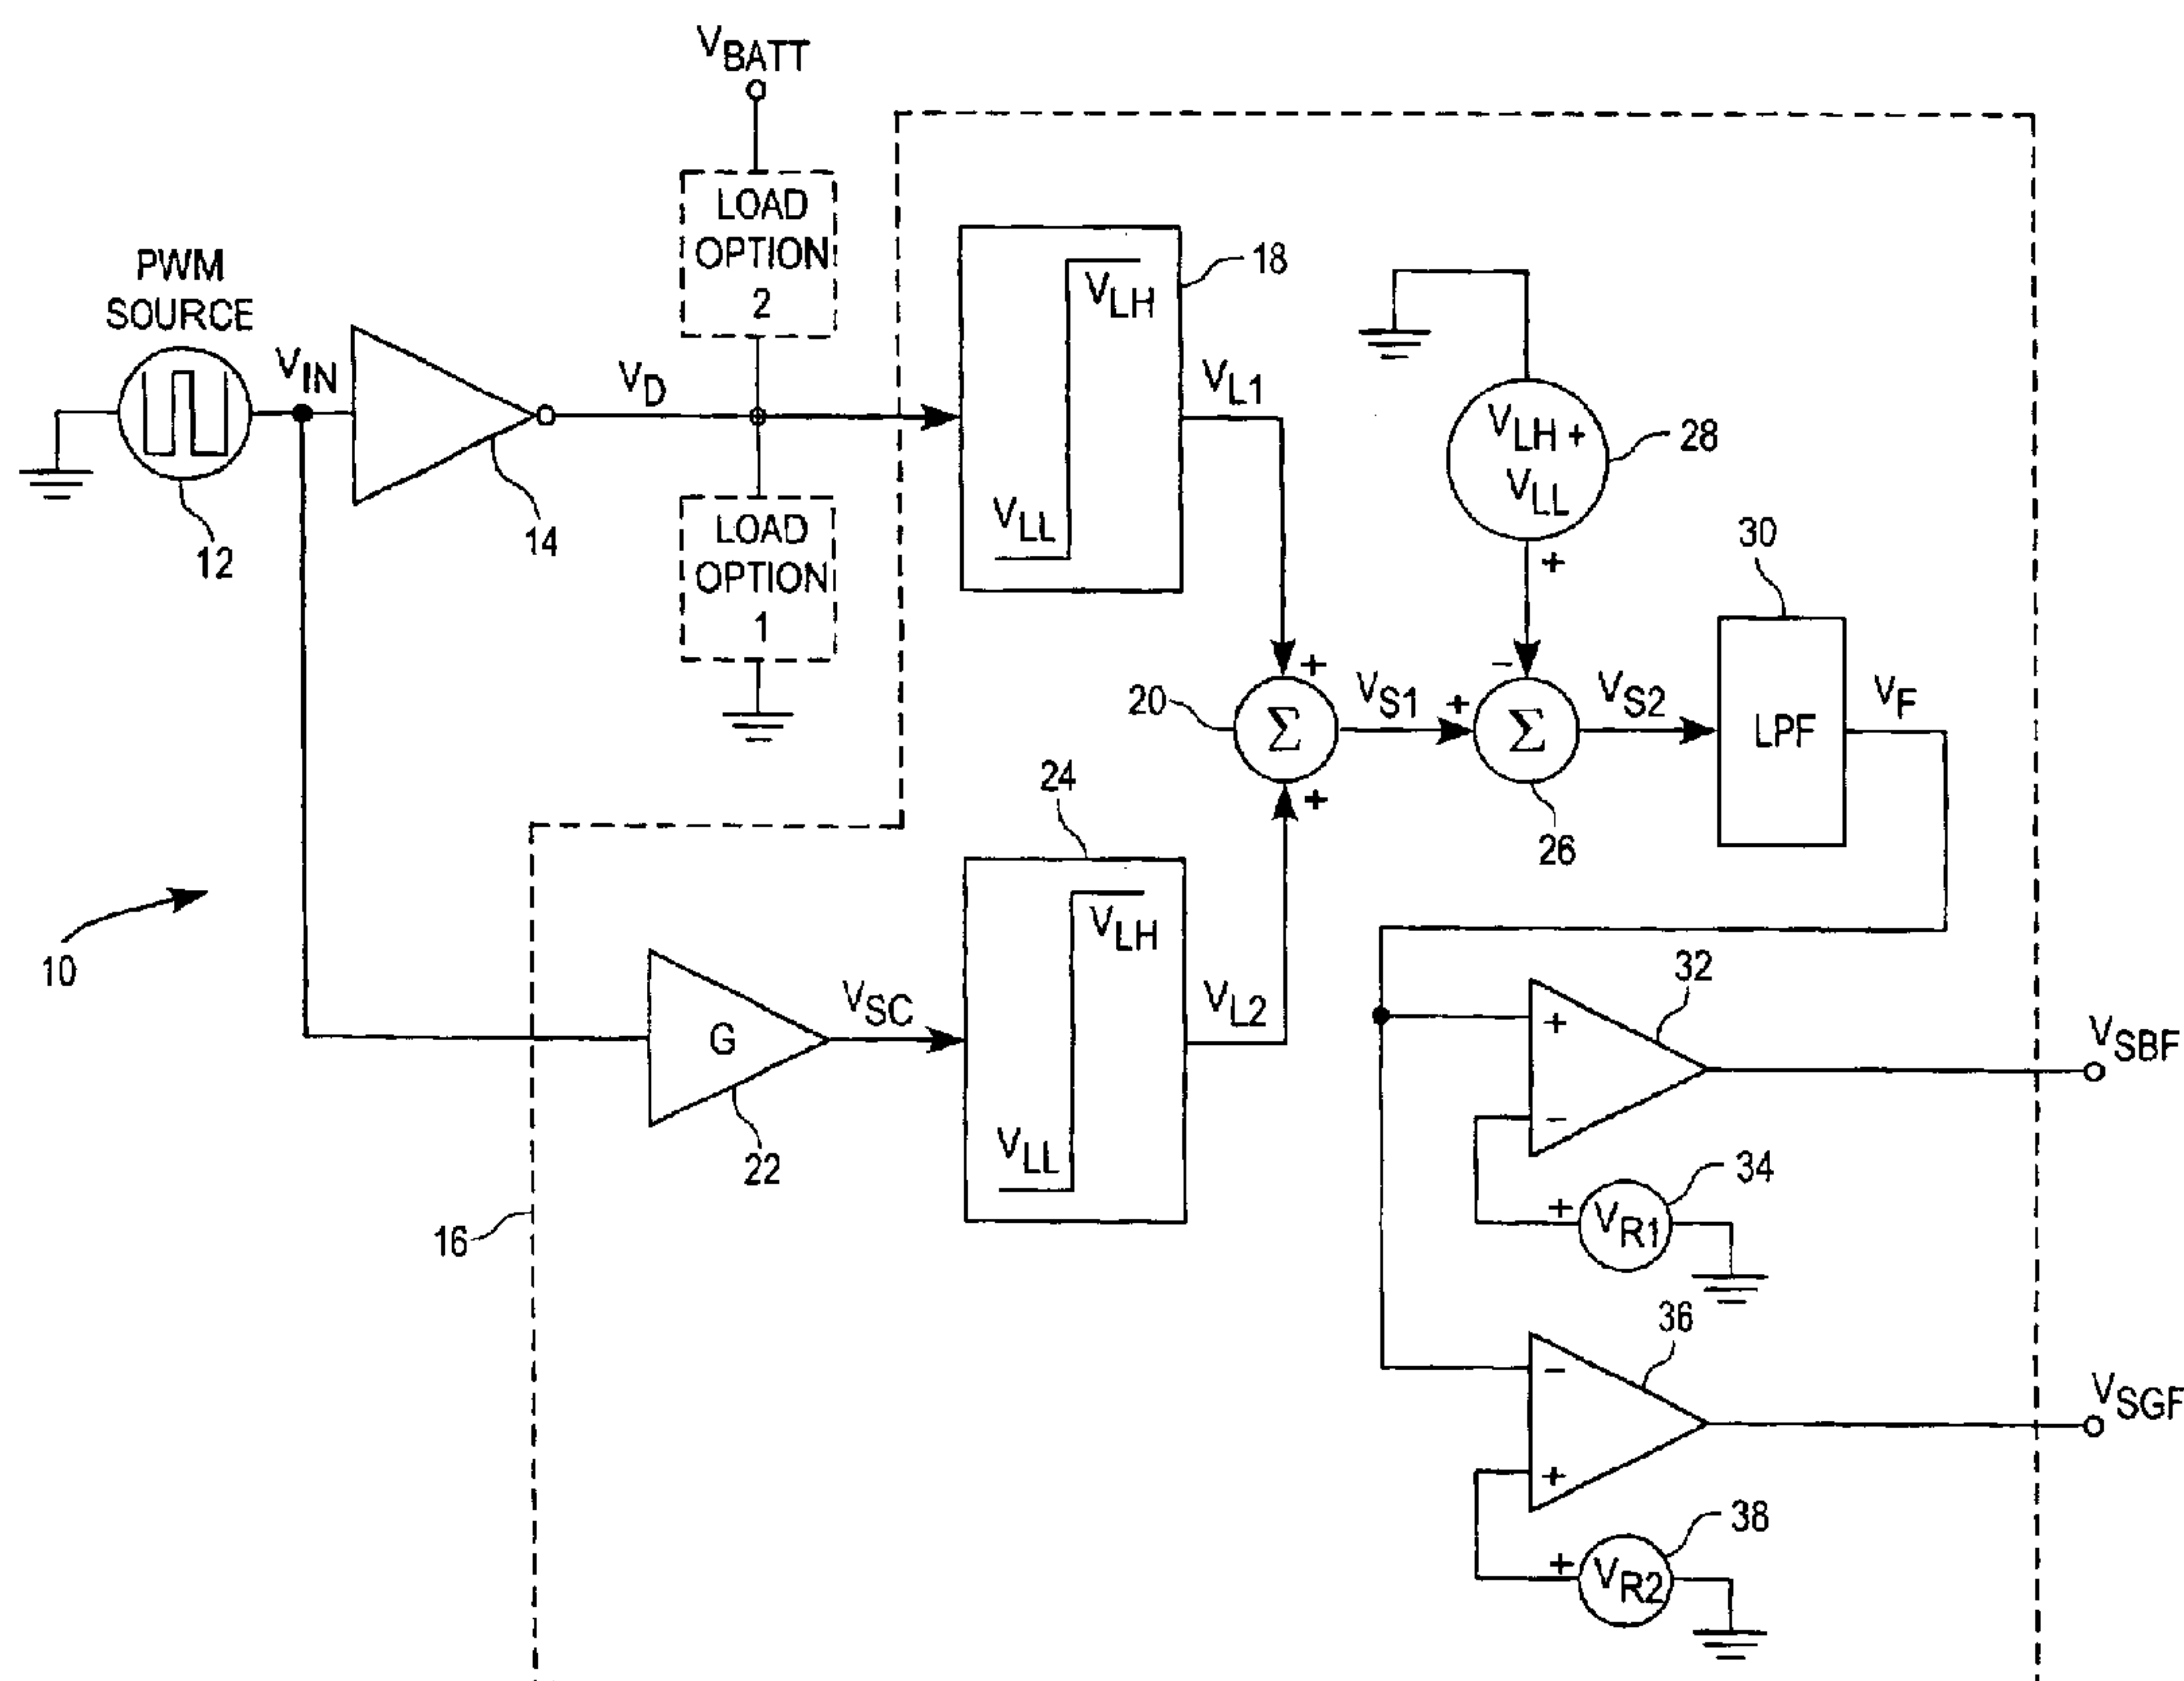 VBATT
LOAD
OPTION
2
PWM
SOURCE
VIN
VD
12
14
LOAD
OPTION
1
VLH
VLL
18
VL1
VLH +
VLL
28
+
30
+
−
20
Σ
VS1
+
Σ
VS2
LPF
VF
+
26
24
VLH
VLL
10
G
VSC
22
VL2
16
32
+
−
VSBF
34
+
VR1
36
−
+
VSGF
38
+
VR2